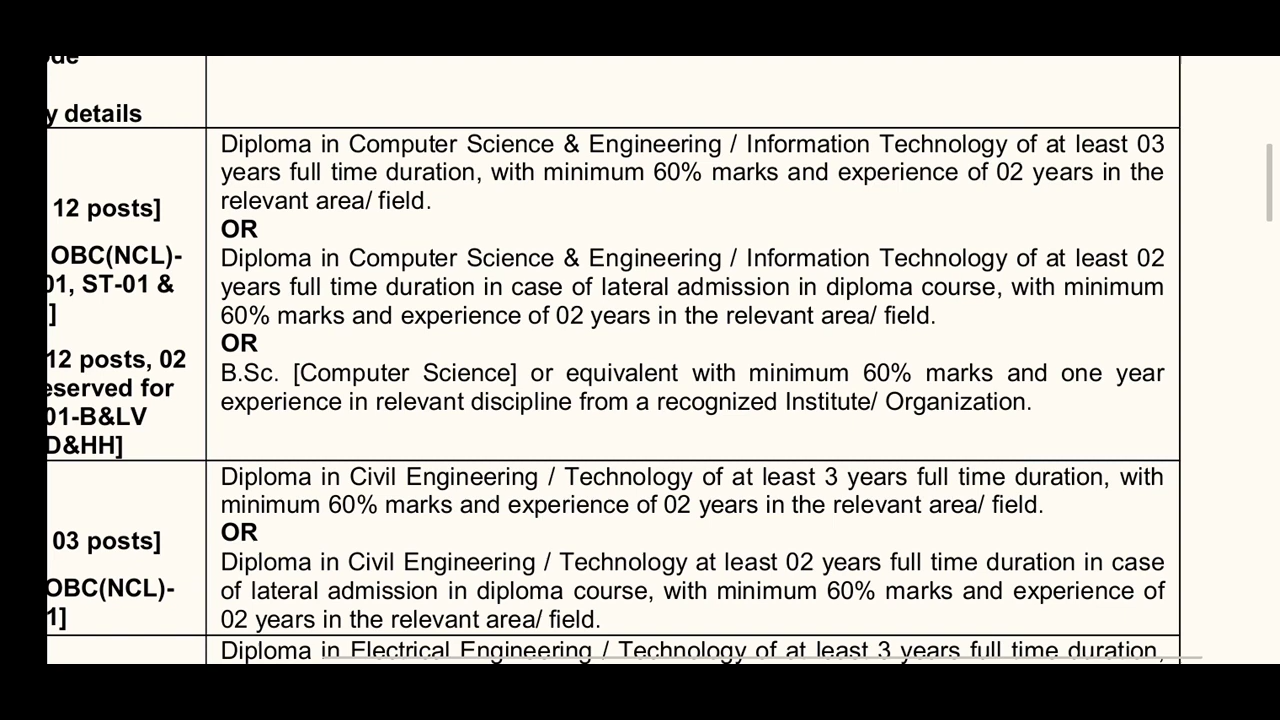 y details
Diploma in Computer Science & Engineering / Information Technology of at least 03
years full time duration, with minimum 60% marks and experience of 02 years in the
relevant area/ field.
OR
Diploma in Computer Science & Engineering / Information Technology of at least 02
years full time duration in case of lateral admission in diploma course, with minimum
60% marks and experience of 02 years in the relevant area/ field.
OR
B.Sc. [Computer Science] or equivalent with minimum 60% marks and one year
experience in relevant discipline from a recognized Institute/ Organization.
12 posts]
OBC(NCL)-
01, ST-01 &
]
12 posts, 02
eserved for
01-B&LV
D&HH]
Diploma in Civil Engineering / Technology of at least 3 years full time duration, with
minimum 60% marks and experience of 02 years in the relevant area/ field.
OR
Diploma in Civil Engineering / Technology at least 02 years full time duration in case
of lateral admission in diploma course, with minimum 60% marks and experience of
02 years in the relevant area/ field.
03 posts]
OBC(NCL)-
1]
Diploma in Electrical Engineering / Technology of at least 3 years full time duration,